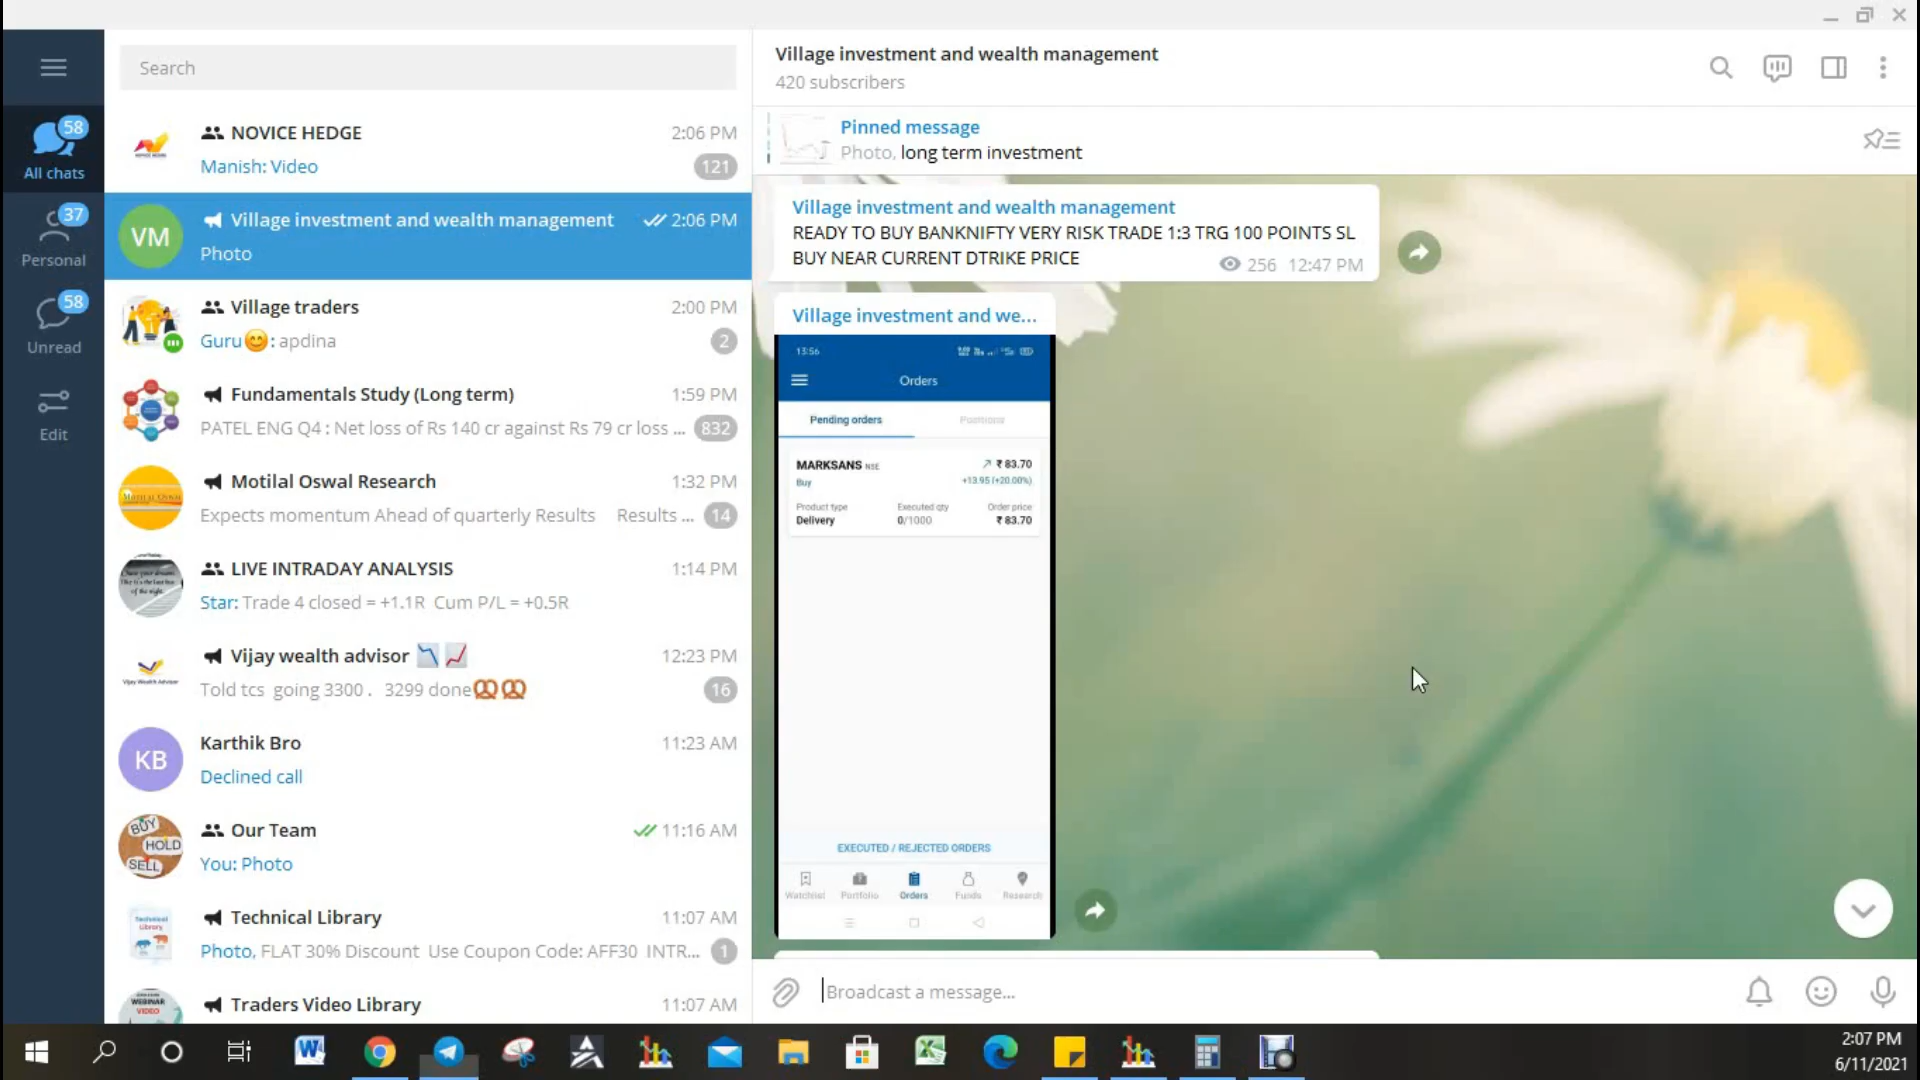 Search
58
All chats
37
Personal
58
Unread
Edit
NOVICE HEDGE 2:06 PM
Manish: Video 121
VM
Village investment and wealth management 2:06 PM
Photo
Village traders 2:00 PM
Guru😊: apdina 2
Fundamentals Study (Long term) 1:59 PM
PATEL ENG Q4 : Net loss of Rs 140 cr against Rs 79 cr loss ... 832
Motilal Oswal Research 1:32 PM
Expects momentum Ahead of quarterly Results Results ... 14
LIVE INTRADAY ANALYSIS 1:14 PM
Star: Trade 4 closed = +1.1R Cum P/L = +0.5R
Vijay wealth advisor 📉 📈 12:23 PM
Told tcs going 3300 . 3299 done🥨🥨 16
KB
Karthik Bro 11:23 AM
Declined call
BUY
HOLD
SELL
Our Team 11:16 AM
You: Photo
Technical Library 11:07 AM
Photo, FLAT 30% Discount Use Coupon Code: AFF30 INTR... 1
WEBINAR
VIDEO
Traders Video Library 11:07 AM
Village investment and wealth management
420 subscribers
Pinned message
Photo, long term investment
Village investment and wealth management
READY TO BUY BANKNIFTY VERY RISK TRADE 1:3 TRG 100 POINTS SL
BUY NEAR CURRENT DTRIKE PRICE 256 12:47 PM
Village investment and we...
13:56
Orders
Pending orders Positions
MARKSANS NSE ₹ 83.70
Buy +13.95 (+20.00%)
Product type Executed qty Order price
Delivery 0/1000 ₹ 83.70
EXECUTED / REJECTED ORDERS
Watchlist Portfolio Orders Funds Research
Broadcast a message...
2:07 PM
6/11/2021